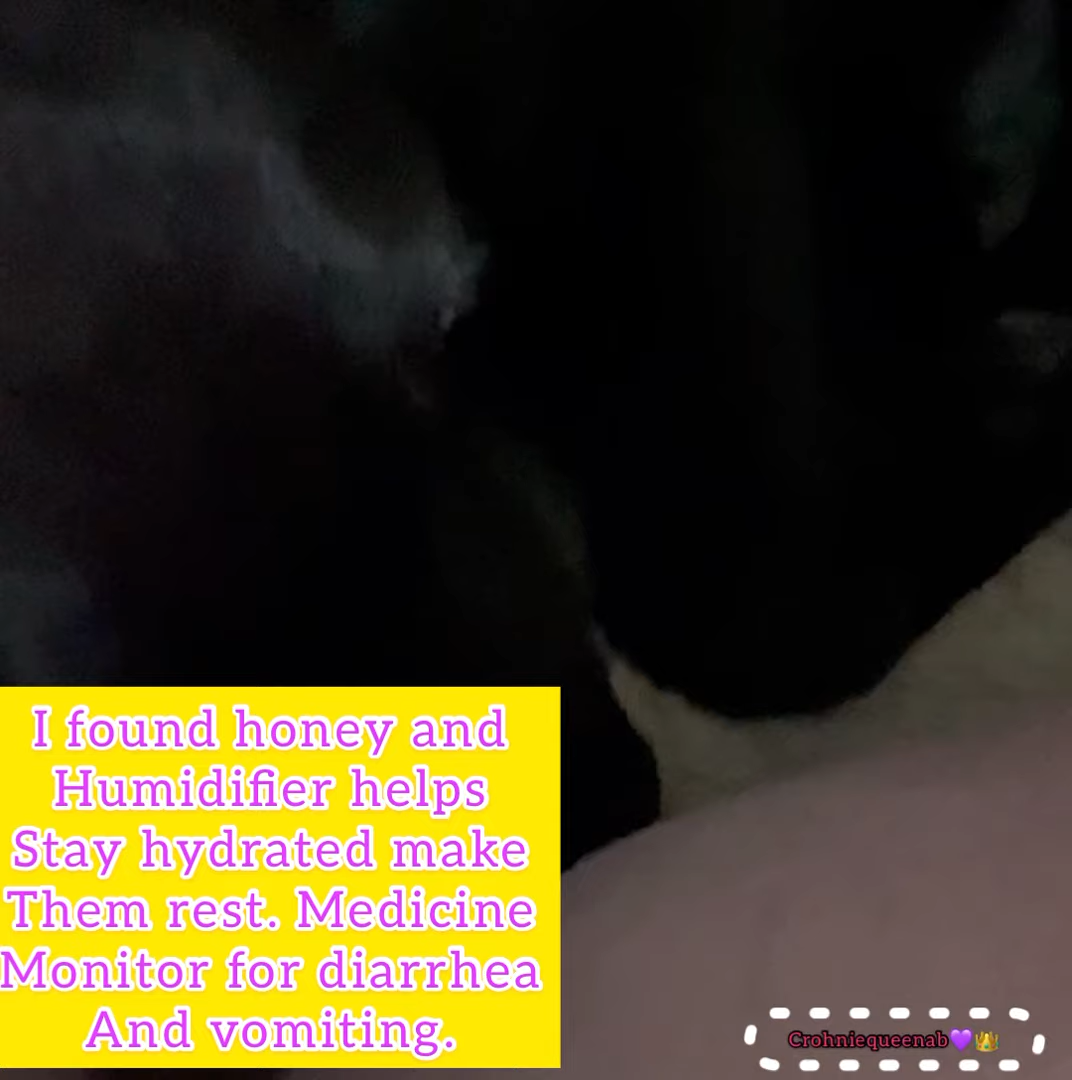 I found honey and
Humidifier helps
Stay hydrated make
Them rest. Medicine
Monitor for diarrhea
And vomiting.
Crohniequeenab💜👑